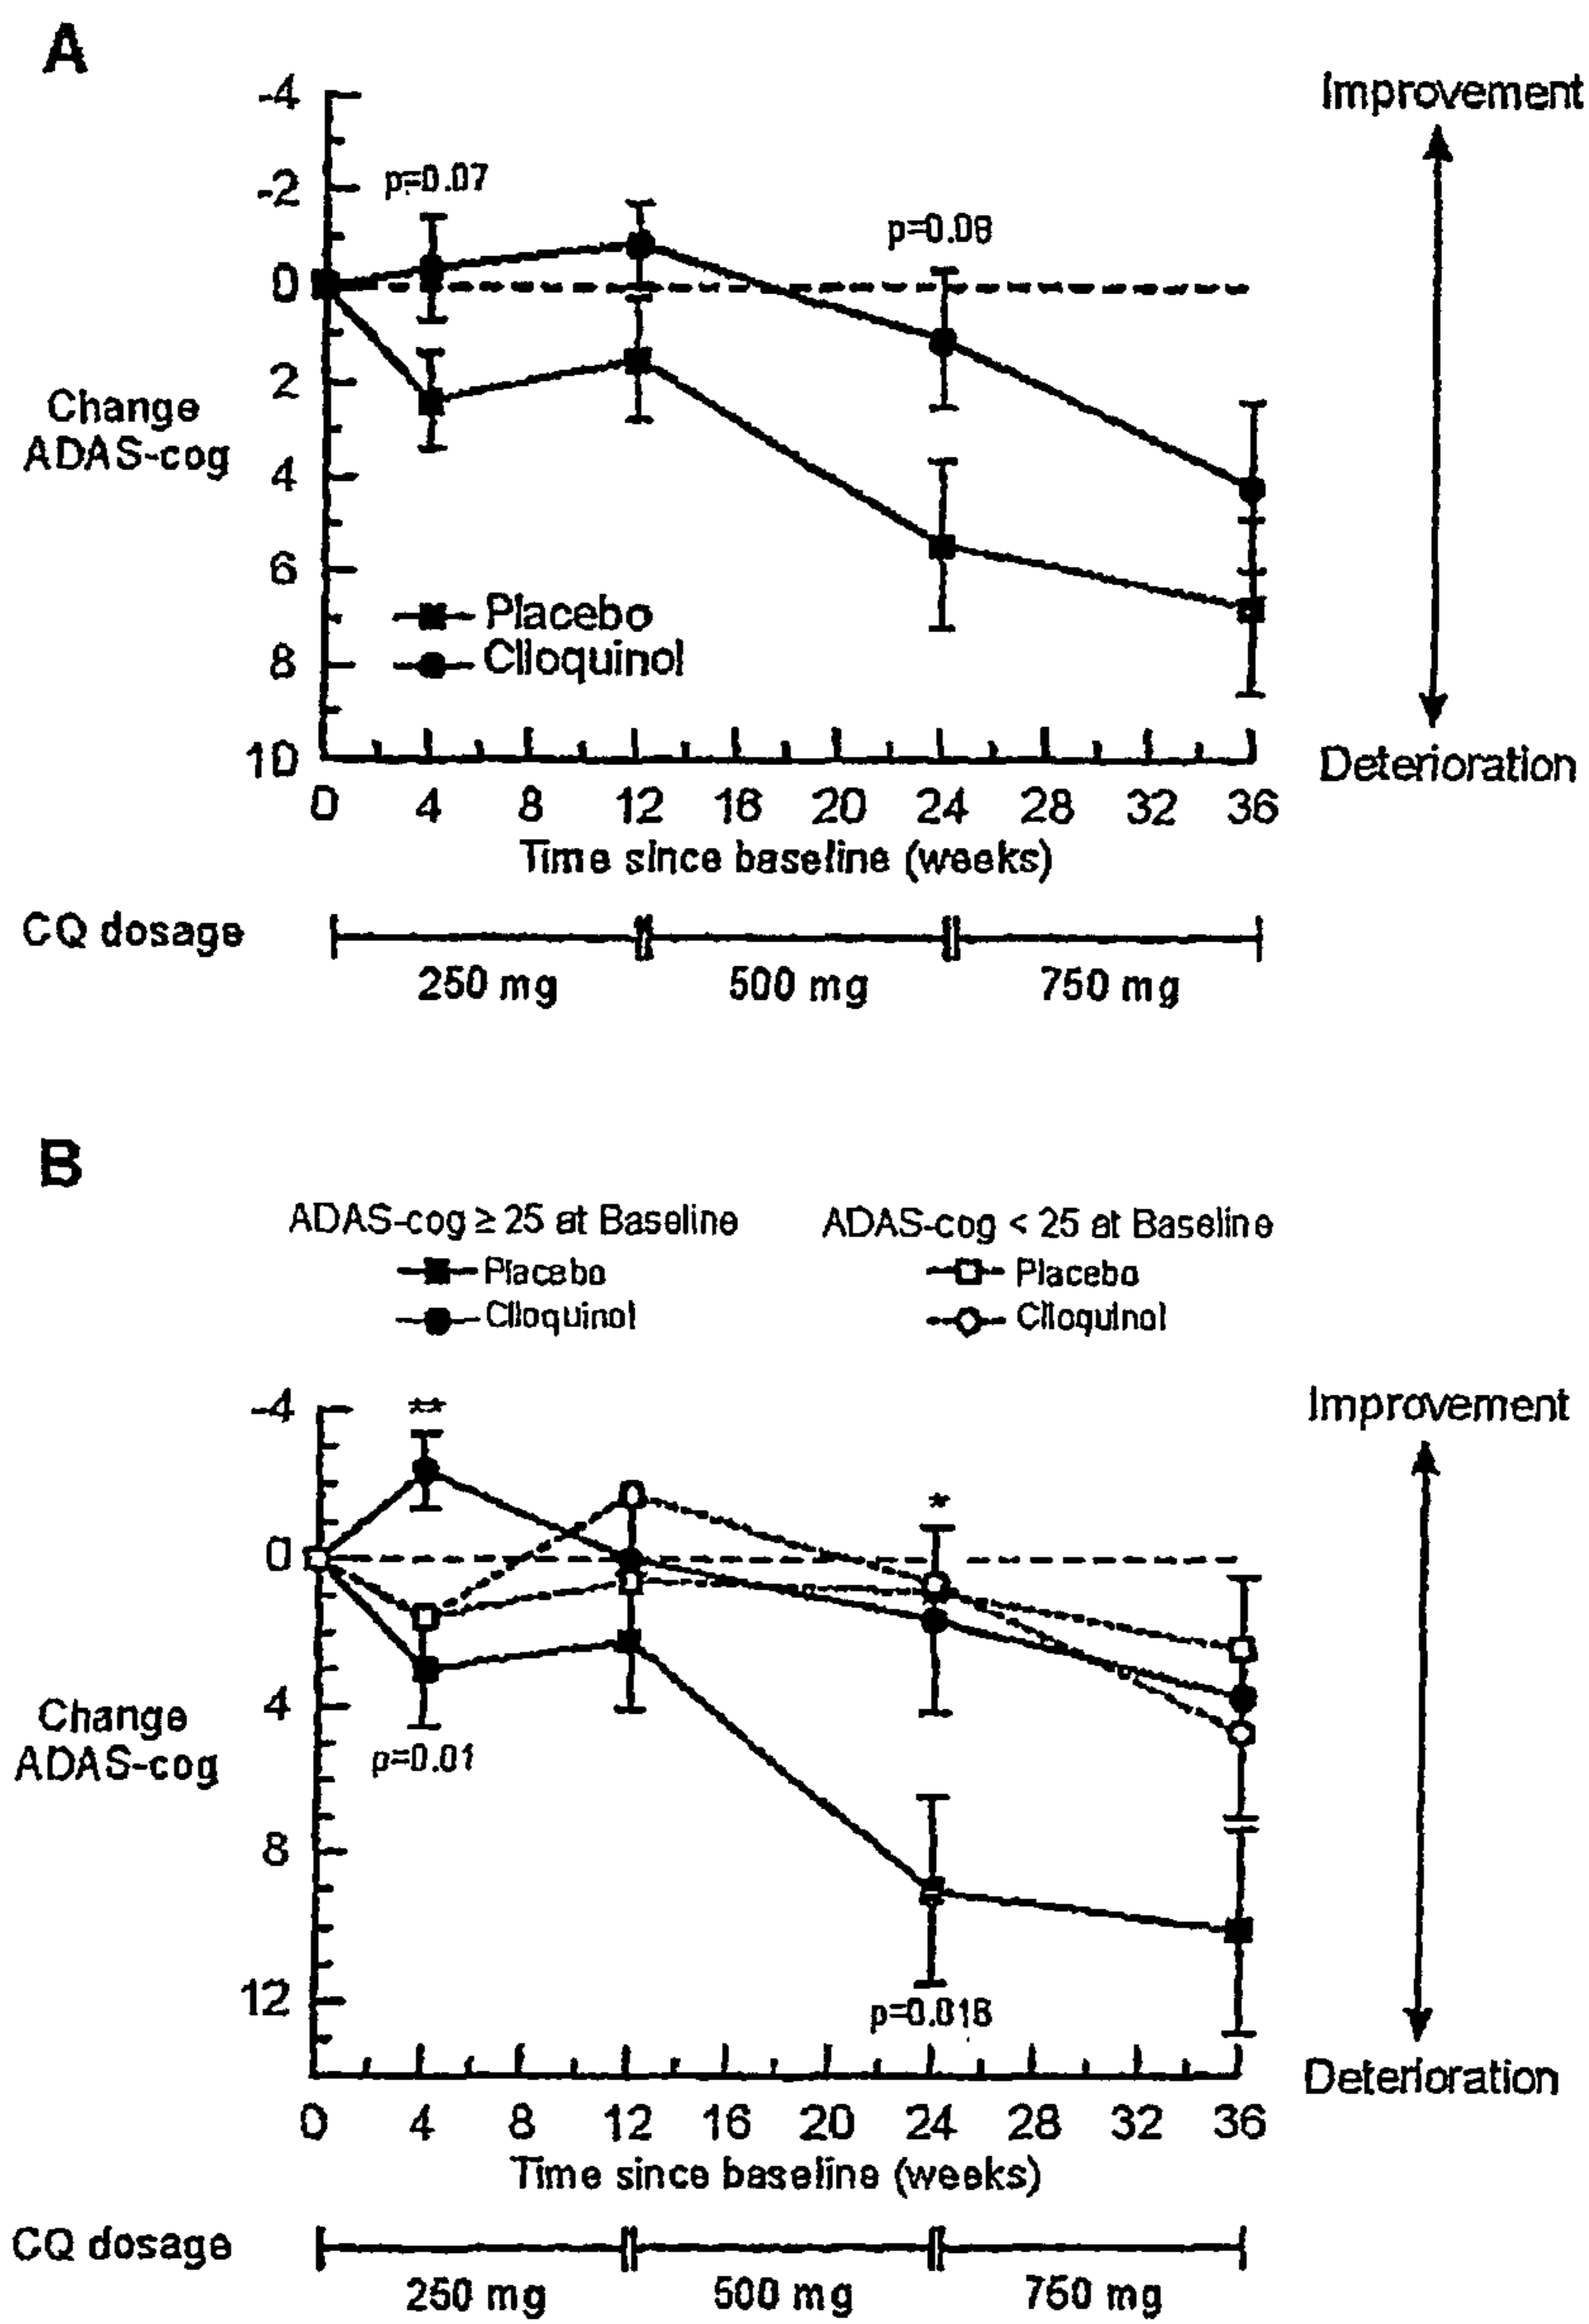 A
Improvement
-4
p=0.07
-2
p=0.08
0
2
Change
ADAS-cog
4
6
Placebo
Clioquinol
8
10
Deterioration
0 4 8 12 16 20 24 28 32 36
Time since baseline (weeks)
CQ dosage
250 mg 500 mg 750 mg
B
ADAS-cog ≥ 25 at Baseline ADAS-cog < 25 at Baseline
Placebo Placebo
Clioquinol Clioquinol
Improvement
-4
**
*
0
4
Change
ADAS-cog
p=0.01
8
12
p=0.018
Deterioration
0 4 8 12 16 20 24 28 32 36
Time since baseline (weeks)
CQ dosage
250 mg 500 mg 750 mg